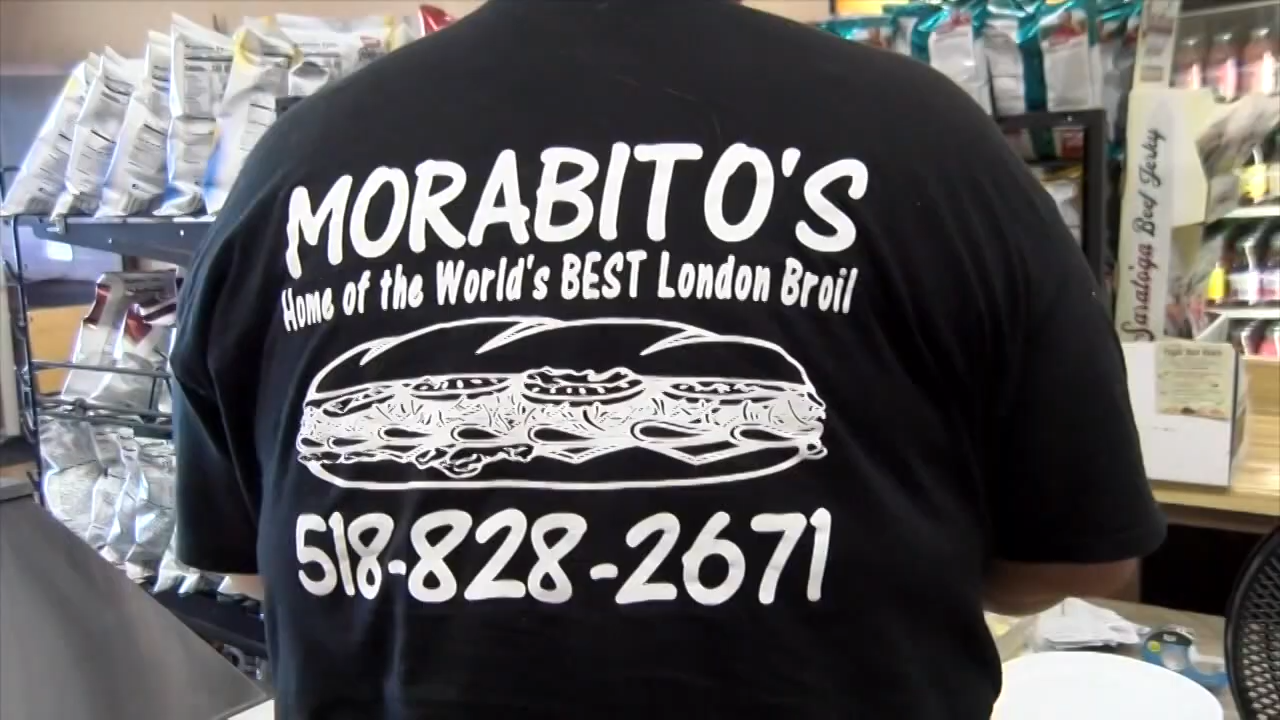 MORABITO'S
Home of the World's BEST London Broil
518-828-2671
Saratoga Beef Jerky